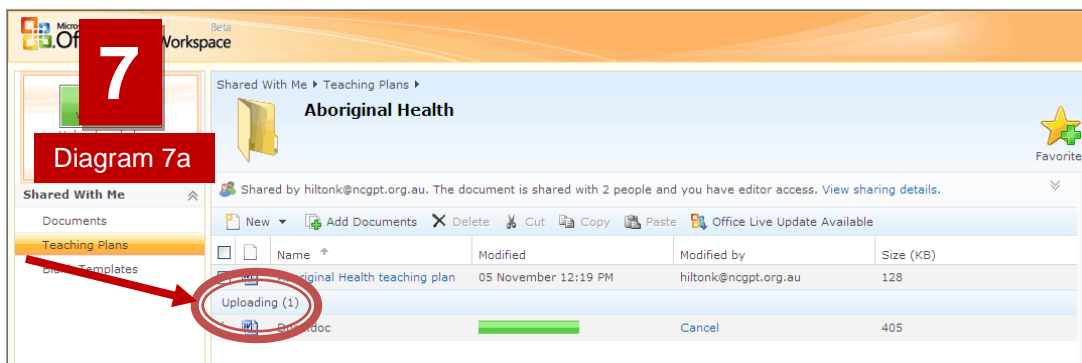 Beta
Workspace
7
Diagram 7a
Shared With Me ▸ Teaching Plans ▸
Aboriginal Health
Favorite
Shared With Me
Documents
Teaching Plans
Templates
Shared by hiltonk@ncgpt.org.au. The document is shared with 2 people and you have editor access. View sharing details.
New Add Documents Delete Cut Copy Paste Office Live Update Available
Name Modified Modified by Size (KB)
Aboriginal Health teaching plan 05 November 12:19 PM hiltonk@ncgpt.org.au 128
Uploading (1)
Cancel 405